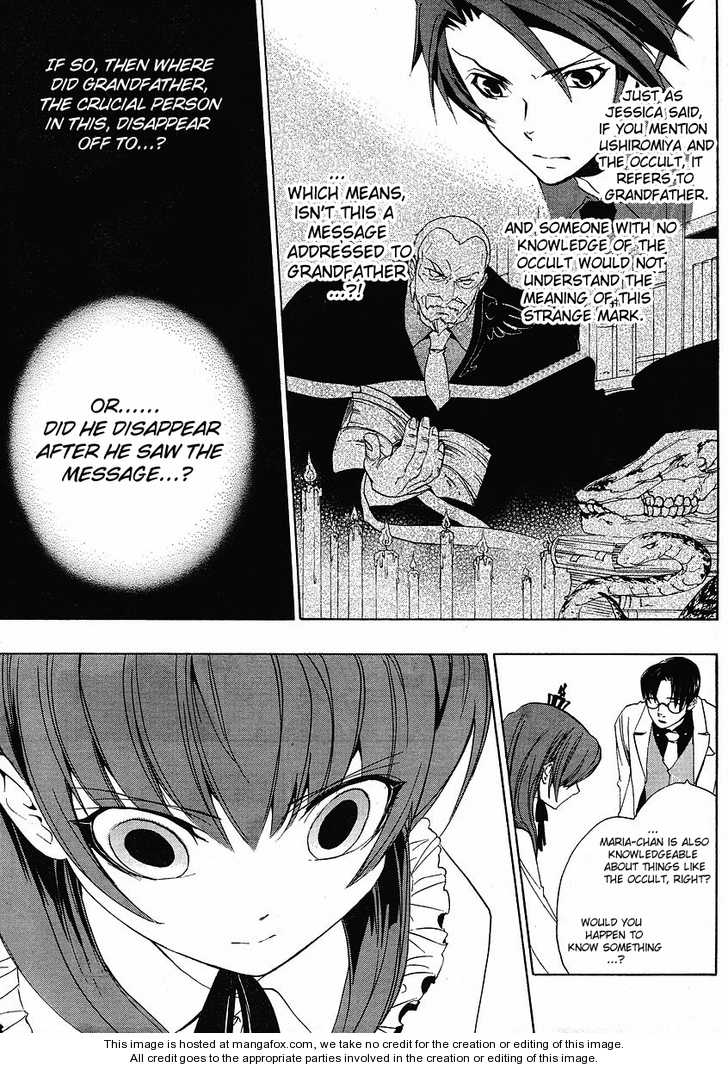 JUST AS
JESSICA SAID,
IF YOU MENTION
USHIROMIYA AND
THE OCCULT, IT
REFERS TO
GRANDFATHER.
AND SOMEONE WITH NO
KNOWLEDGE OF THE
OCCULT WOULD NOT
UNDERSTAND THE
MEANING OF THIS
STRANGE MARK.
...
WHICH MEANS,
ISN'T THIS A
MESSAGE
ADDRESSED TO
GRANDFATHER
...?!
IF SO, THEN WHERE
DID GRANDFATHER,
THE CRUCIAL PERSON
IN THIS, DISAPPEAR
OFF TO...?
OR......
DID HE DISAPPEAR
AFTER HE SAW THE
MESSAGE...?
...
MARIA-CHAN IS ALSO
KNOWLEDGEABLE
ABOUT THINGS LIKE
THE OCCULT, RIGHT?
WOULD YOU
HAPPEN TO
KNOW SOMETHING
...?
This image is hosted at mangafox.com, we take no credit for the creation or editing of this image.
All credit goes to the appropriate parties involved in the creation or editing of this image.